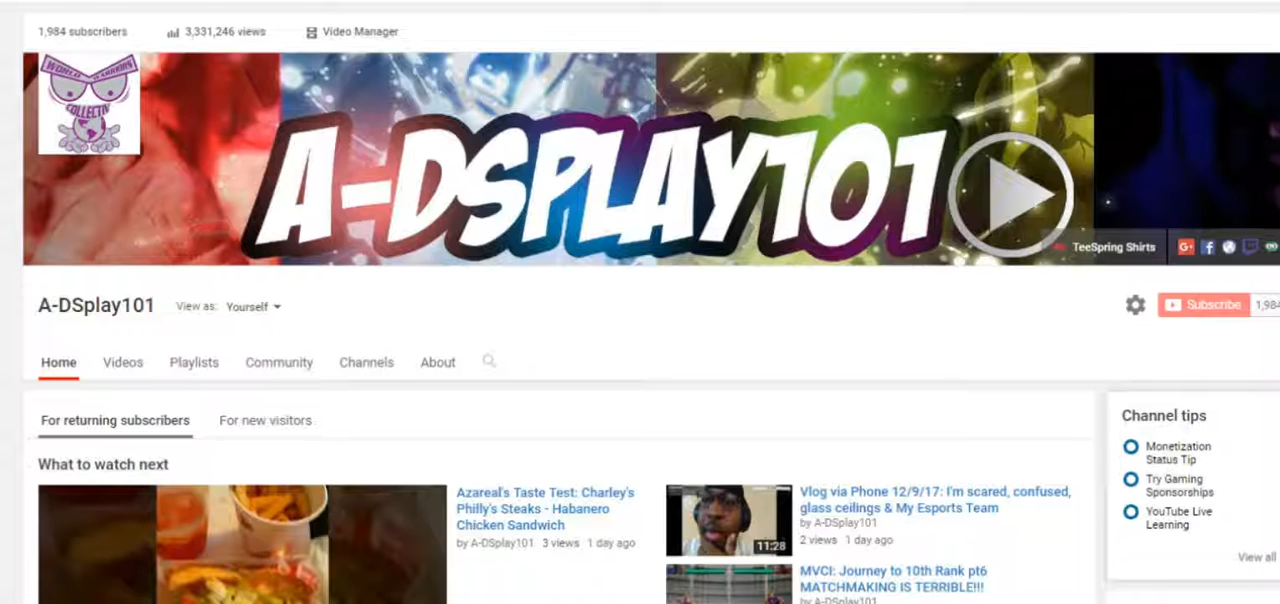 1,984 subscribers
3,331,246 views
Video Manager
WORLD WARRIORS
COLLECTIV
A-DSPLAY101
TeeSpring Shirts
G+
A-DSplay101
View as: Yourself
Subscribe
1,984
Home
Videos
Playlists
Community
Channels
About
For returning subscribers
For new visitors
What to watch next
Azareal's Taste Test: Charley's
Philly's Steaks - Habanero
Chicken Sandwich
by A-DSplay101 3 views 1 day ago
11:28
Vlog via Phone 12/9/17: I'm scared, confused,
glass ceilings & My Esports Team
by A-DSplay101
2 views 1 day ago
MVCI: Journey to 10th Rank pt6
MATCHMAKING IS TERRIBLE!!!
by A-DSplay101
Channel tips
Monetization
Status Tip
Try Gaming
Sponsorships
YouTube Live
Learning
View all